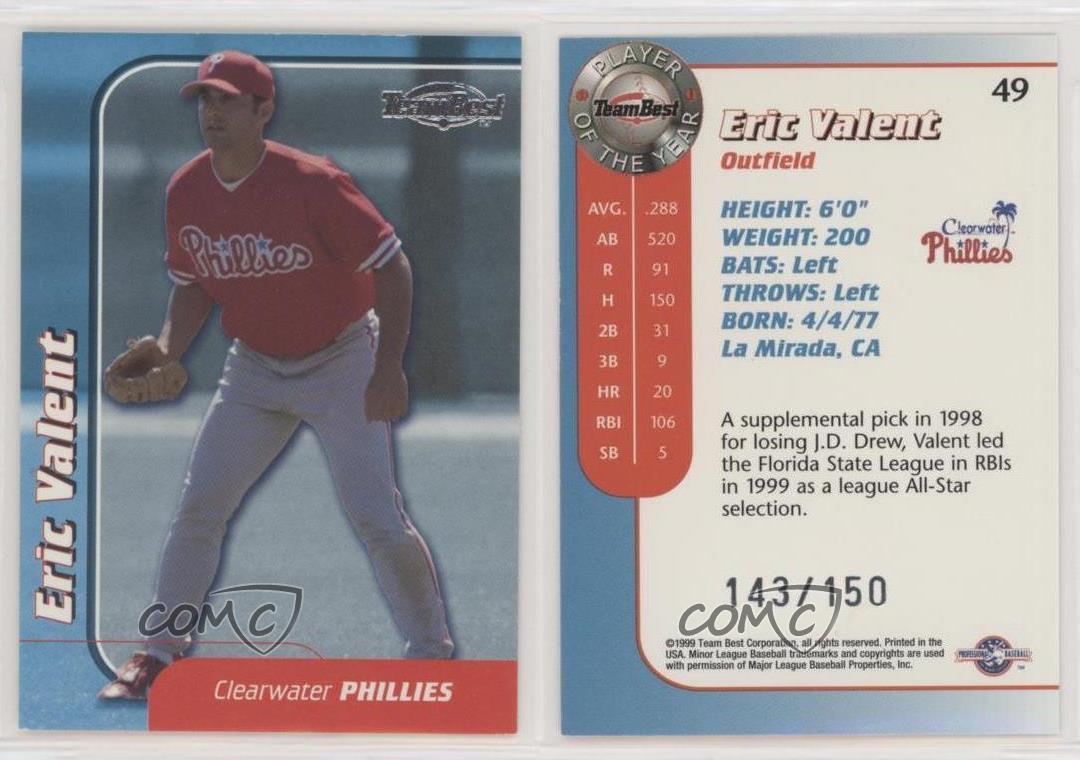 P
TeamBest
Phillies
Eric Valent
COMC
Clearwater PHILLIES
PLAYER OF THE YEAR
TeamBest
49
Eric Valent
Outfield
AVG. .288
AB 520
R 91
H 150
2B 31
3B 9
HR 20
RBI 106
SB 5
HEIGHT: 6'0"
WEIGHT: 200
BATS: Left
THROWS: Left
BORN: 4/4/77
La Mirada, CA
Clearwater
Phillies
A supplemental pick in 1998
for losing J.D. Drew, Valent led
the Florida State League in RBIs
in 1999 as a league All-Star
selection.
143/150
COMC
©1999 Team Best Corporation, all rights reserved. Printed in the
USA. Minor League Baseball trademarks and copyrights are used
with permission of Major League Baseball Properties, Inc.
PROFESSIONAL BASEBALL